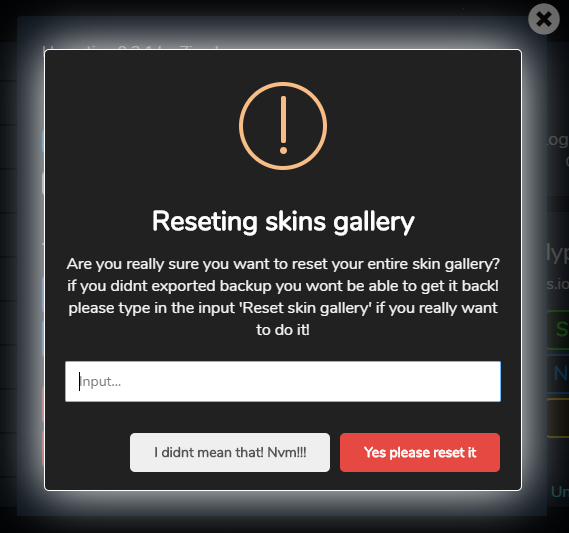 Reseting skins gallery
Are you really sure you want to reset your entire skin gallery?
if you didnt exported backup you wont be able to get it back!
please type in the input 'Reset skin gallery' if you really want
to do it!
Input...
I didnt mean that! Nvm!!!
Yes please reset it